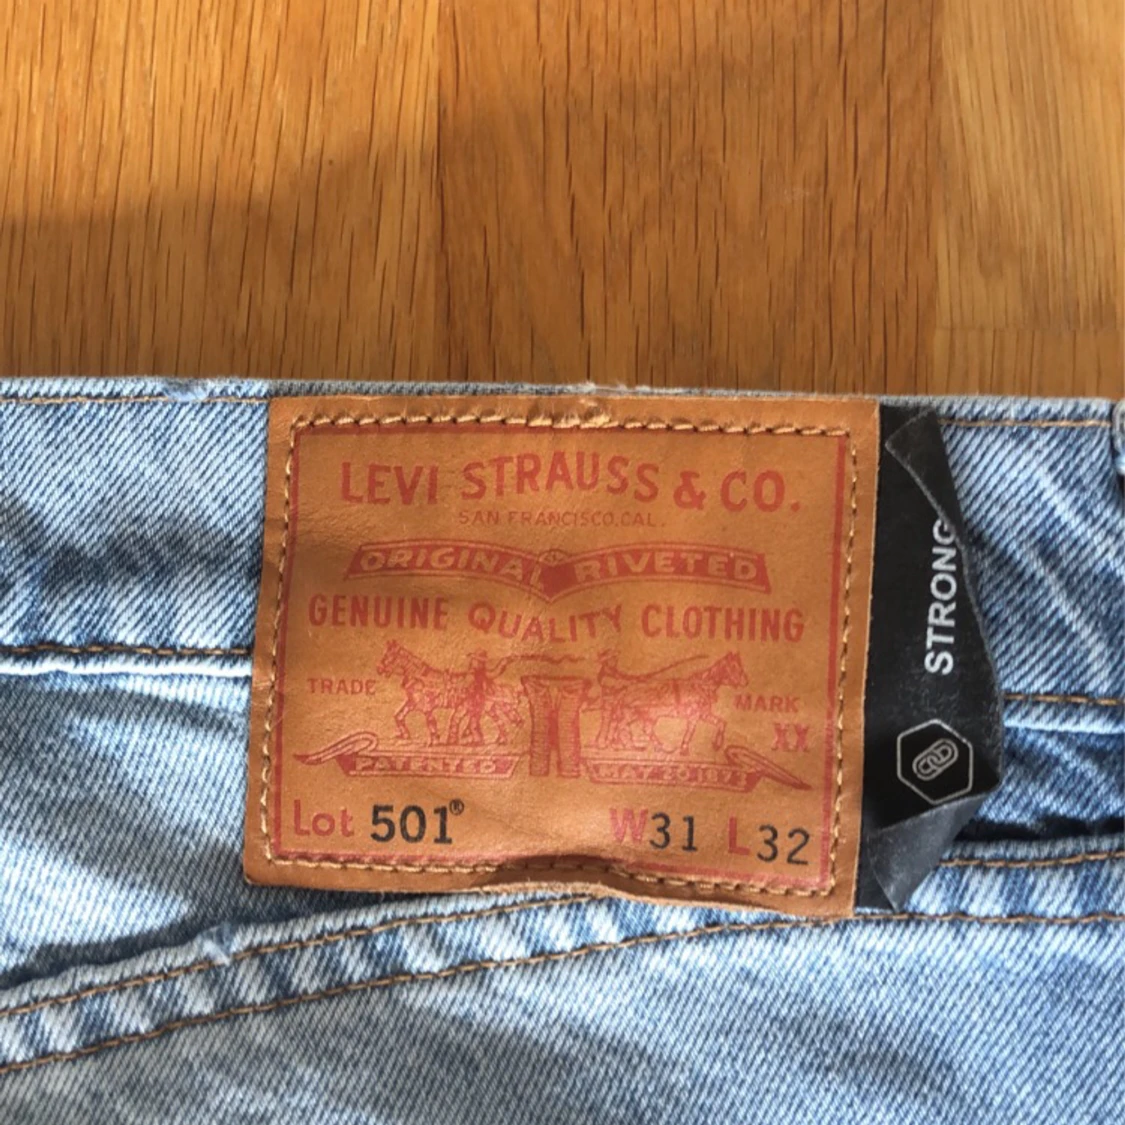 LEVI STRAUSS & CO.
SAN FRANCISCO, CAL.
ORIGINAL RIVETED
GENUINE QUALITY CLOTHING
TRADE MARK
XX
PATENTED MAY 20 1873
Lot 501® W31 L32
STRONG